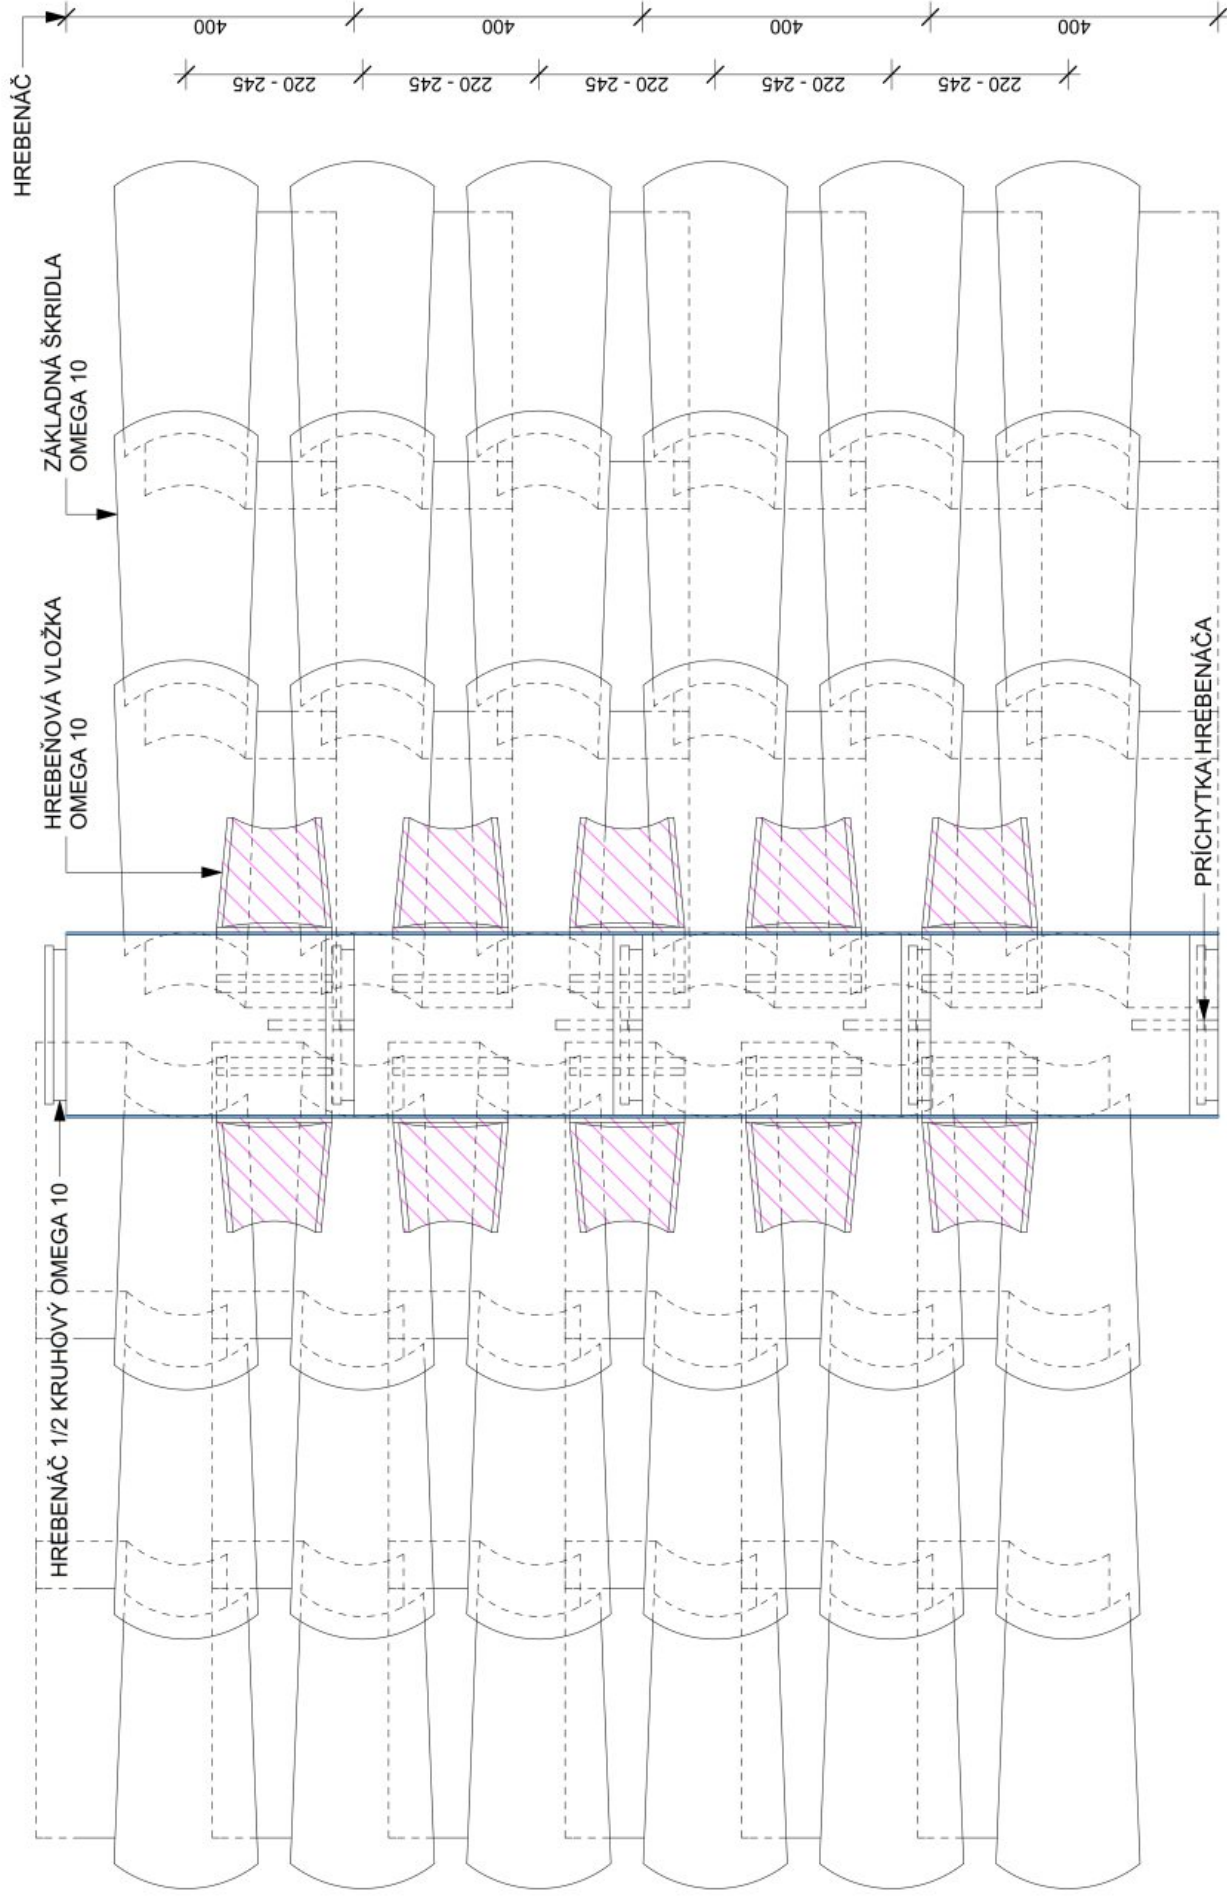 HREBENÁČ
400
400
400
400
220 - 245
220 - 245
220 - 245
220 - 245
220 - 245
ZÁKLADNÁ ŠKRIDLA
OMEGA 10
HREBEŇOVÁ VLOŽKA
OMEGA 10
PRÍCHYTKA HREBENÁČA
HREBENÁČ 1/2 KRUHOVÝ OMEGA 10